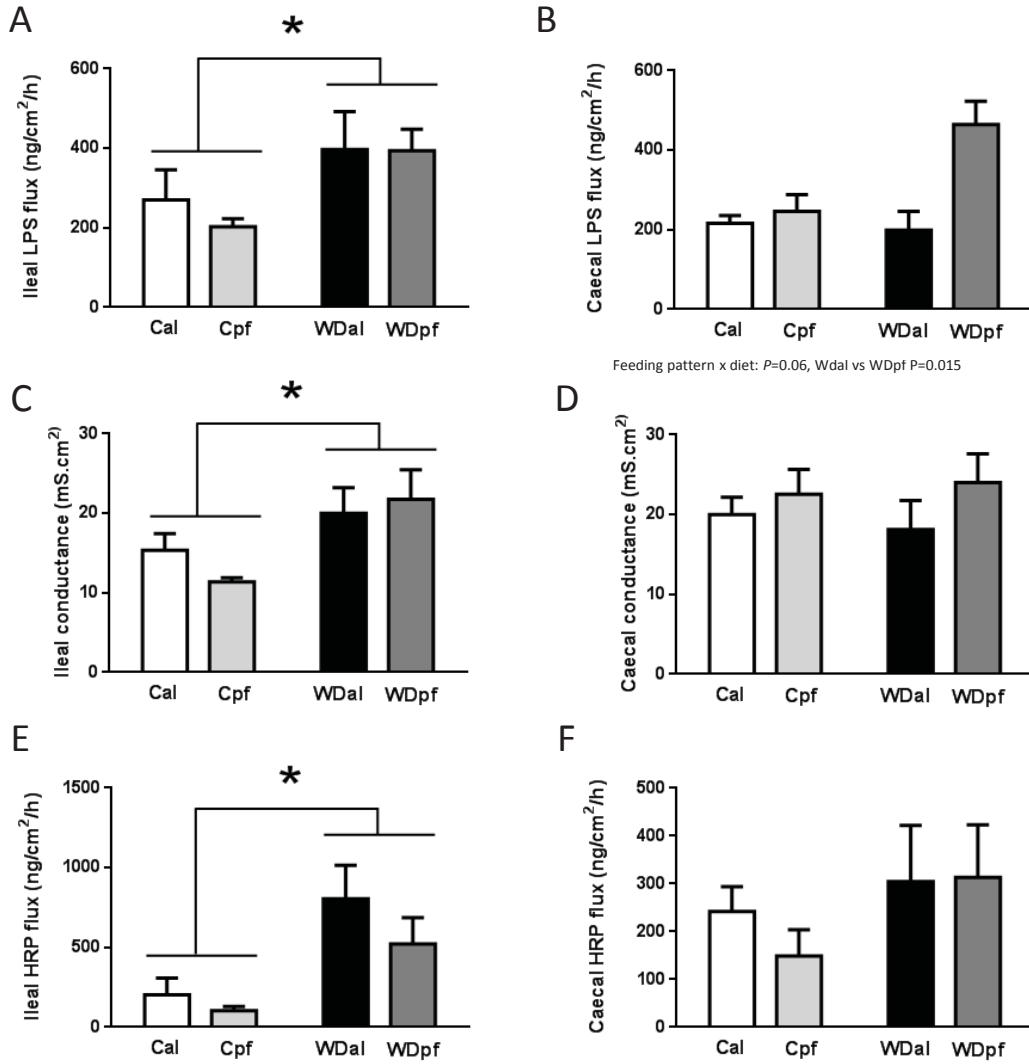 A
*
Ileal LPS flux (ng/cm²/h)
600
400
200
0
Cal Cpf WDal WDpf
B
Caecal LPS flux (ng/cm²/h)
600
400
200
0
Cal Cpf WDal WDpf
Feeding pattern x diet: P=0.06, Wdal vs WDpf P=0.015
C
*
Ileal conductance (mS.cm²)
30
20
10
0
Cal Cpf WDal WDpf
D
Caecal conductance (mS.cm²)
30
20
10
0
Cal Cpf WDal WDpf
E
*
Ileal HRP flux (ng/cm²/h)
1500
1000
500
0
Cal Cpf WDal WDpf
F
Caecal HRP flux (ng/cm²/h)
500
400
300
200
100
0
Cal Cpf WDal WDpf